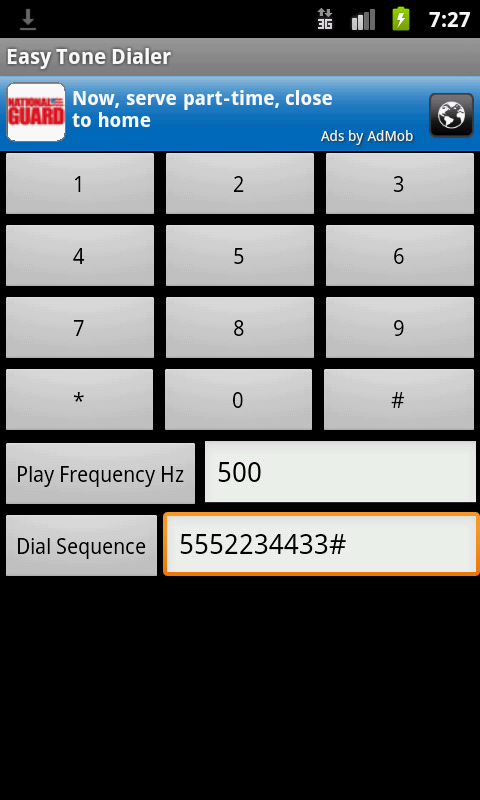 3G 7:27
Easy Tone Dialer
NATIONAL GUARD
Now, serve part-time, close
to home
Ads by AdMob
1 2 3
4 5 6
7 8 9
* 0 #
Play Frequency Hz 500
Dial Sequence 5552234433#